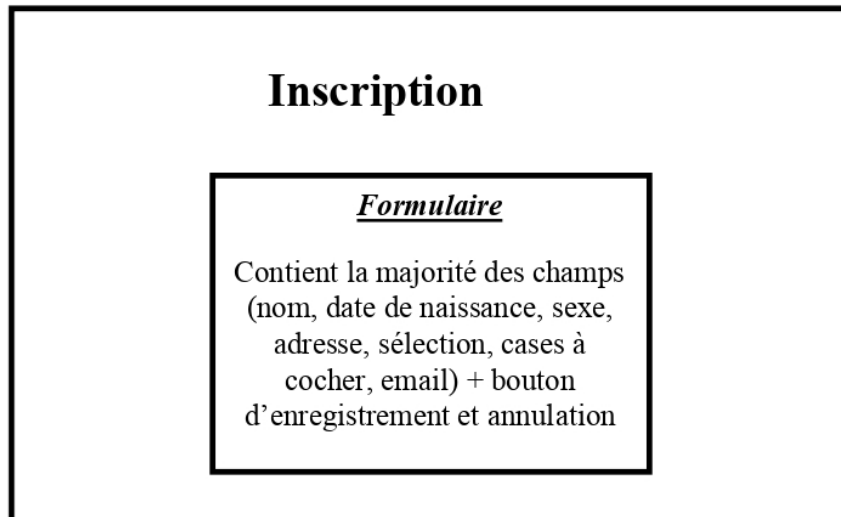 Inscription
Formulaire
Contient la majorité des champs
(nom, date de naissance, sexe,
adresse, sélection, cases à
cocher, email) + bouton
d’enregistrement et annulation